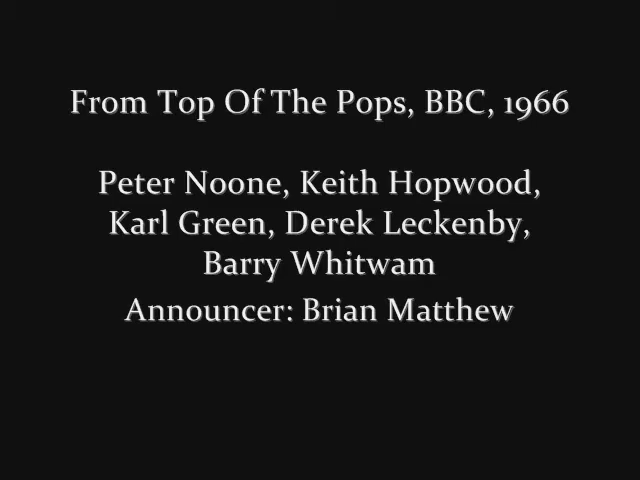 From Top Of The Pops, BBC, 1966
Peter Noone, Keith Hopwood,
Karl Green, Derek Leckenby,
Barry Whitwam
Announcer: Brian Matthew